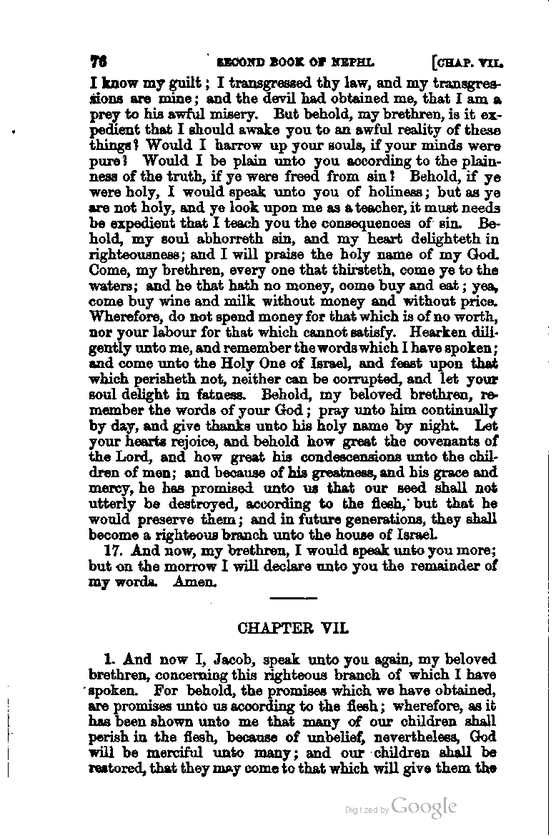 76 SECOND BOOK OF NEPHI. [CHAP. VII.
I know my guilt; I transgressed thy law, and my transgres-
sions are mine; and the devil had obtained me, that I am a
prey to his awful misery. But behold, my brethren, is it ex-
pedient that I should awake you to an awful reality of these
things? Would I harrow up your souls, if your minds were
pure? Would I be plain unto you according to the plain-
ness of the truth, if ye were freed from sin? Behold, if ye
were holy, I would speak unto you of holiness; but as ye
are not holy, and ye look upon me as a teacher, it must needs
be expedient that I teach you the consequences of sin. Be-
hold, my soul abhorreth sin, and my heart delighteth in
righteousness; and I will praise the holy name of my God.
Come, my brethren, every one that thirsteth, come ye to the
waters; and he that hath no money, come buy and eat; yea,
come buy wine and milk without money and without price.
Wherefore, do not spend money for that which is of no worth,
nor your labour for that which cannot satisfy. Hearken dili-
gently unto me, and remember the words which I have spoken;
and come unto the Holy One of Israel, and feast upon that
which perisheth not, neither can be corrupted, and let your
soul delight in fatness. Behold, my beloved brethren, re-
member the words of your God; pray unto him continually
by day, and give thanks unto his holy name by night. Let
your hearts rejoice, and behold how great the covenants of
the Lord, and how great his condescensions unto the chil-
dren of men; and because of his greatness, and his grace and
mercy, he has promised unto us that our seed shall not
utterly be destroyed, according to the flesh, but that he
would preserve them; and in future generations, they shall
become a righteous branch unto the house of Israel.
17. And now, my brethren, I would speak unto you more;
but on the morrow I will declare unto you the remainder of
my words. Amen.
CHAPTER VII.
1. And now I, Jacob, speak unto you again, my beloved
brethren, concerning this righteous branch of which I have
spoken. For behold, the promises which we have obtained,
are promises unto us according to the flesh; wherefore, as it
has been shown unto me that many of our children shall
perish in the flesh, because of unbelief, nevertheless, God
will be merciful unto many; and our children shall be
restored, that they may come to that which will give them the
Digitized by Google